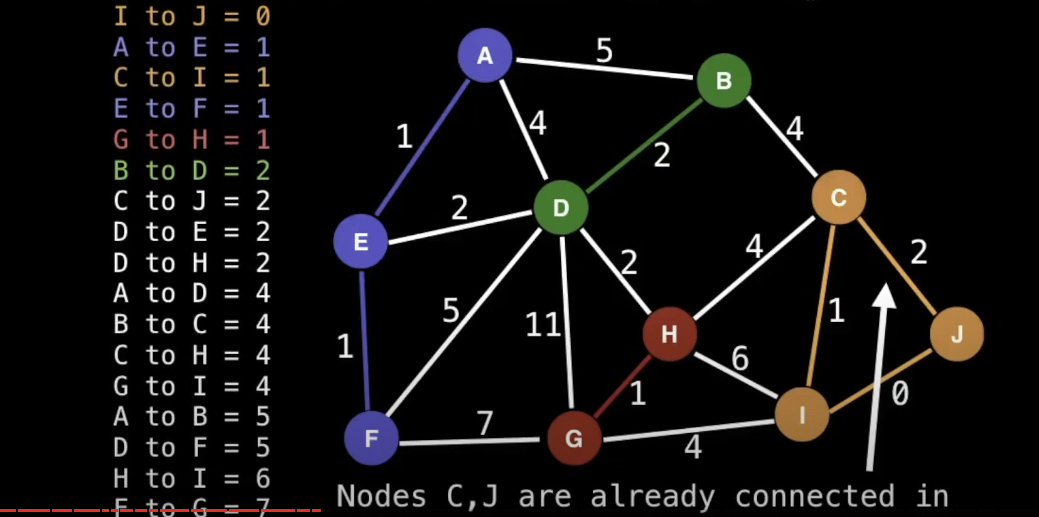 I to J = 0
A to E = 1
C to I = 1
E to F = 1
G to H = 1
B to D = 2
C to J = 2
D to E = 2
D to H = 2
A to D = 4
B to C = 4
C to H = 4
G to I = 4
A to B = 5
D to F = 5
H to I = 6
F to G = 7
A
5
B
1
4
2
4
E
2
D
C
5
11
2
4
2
1
H
1
J
6
1
0
F
7
G
4
I
Nodes C,J are already connected in